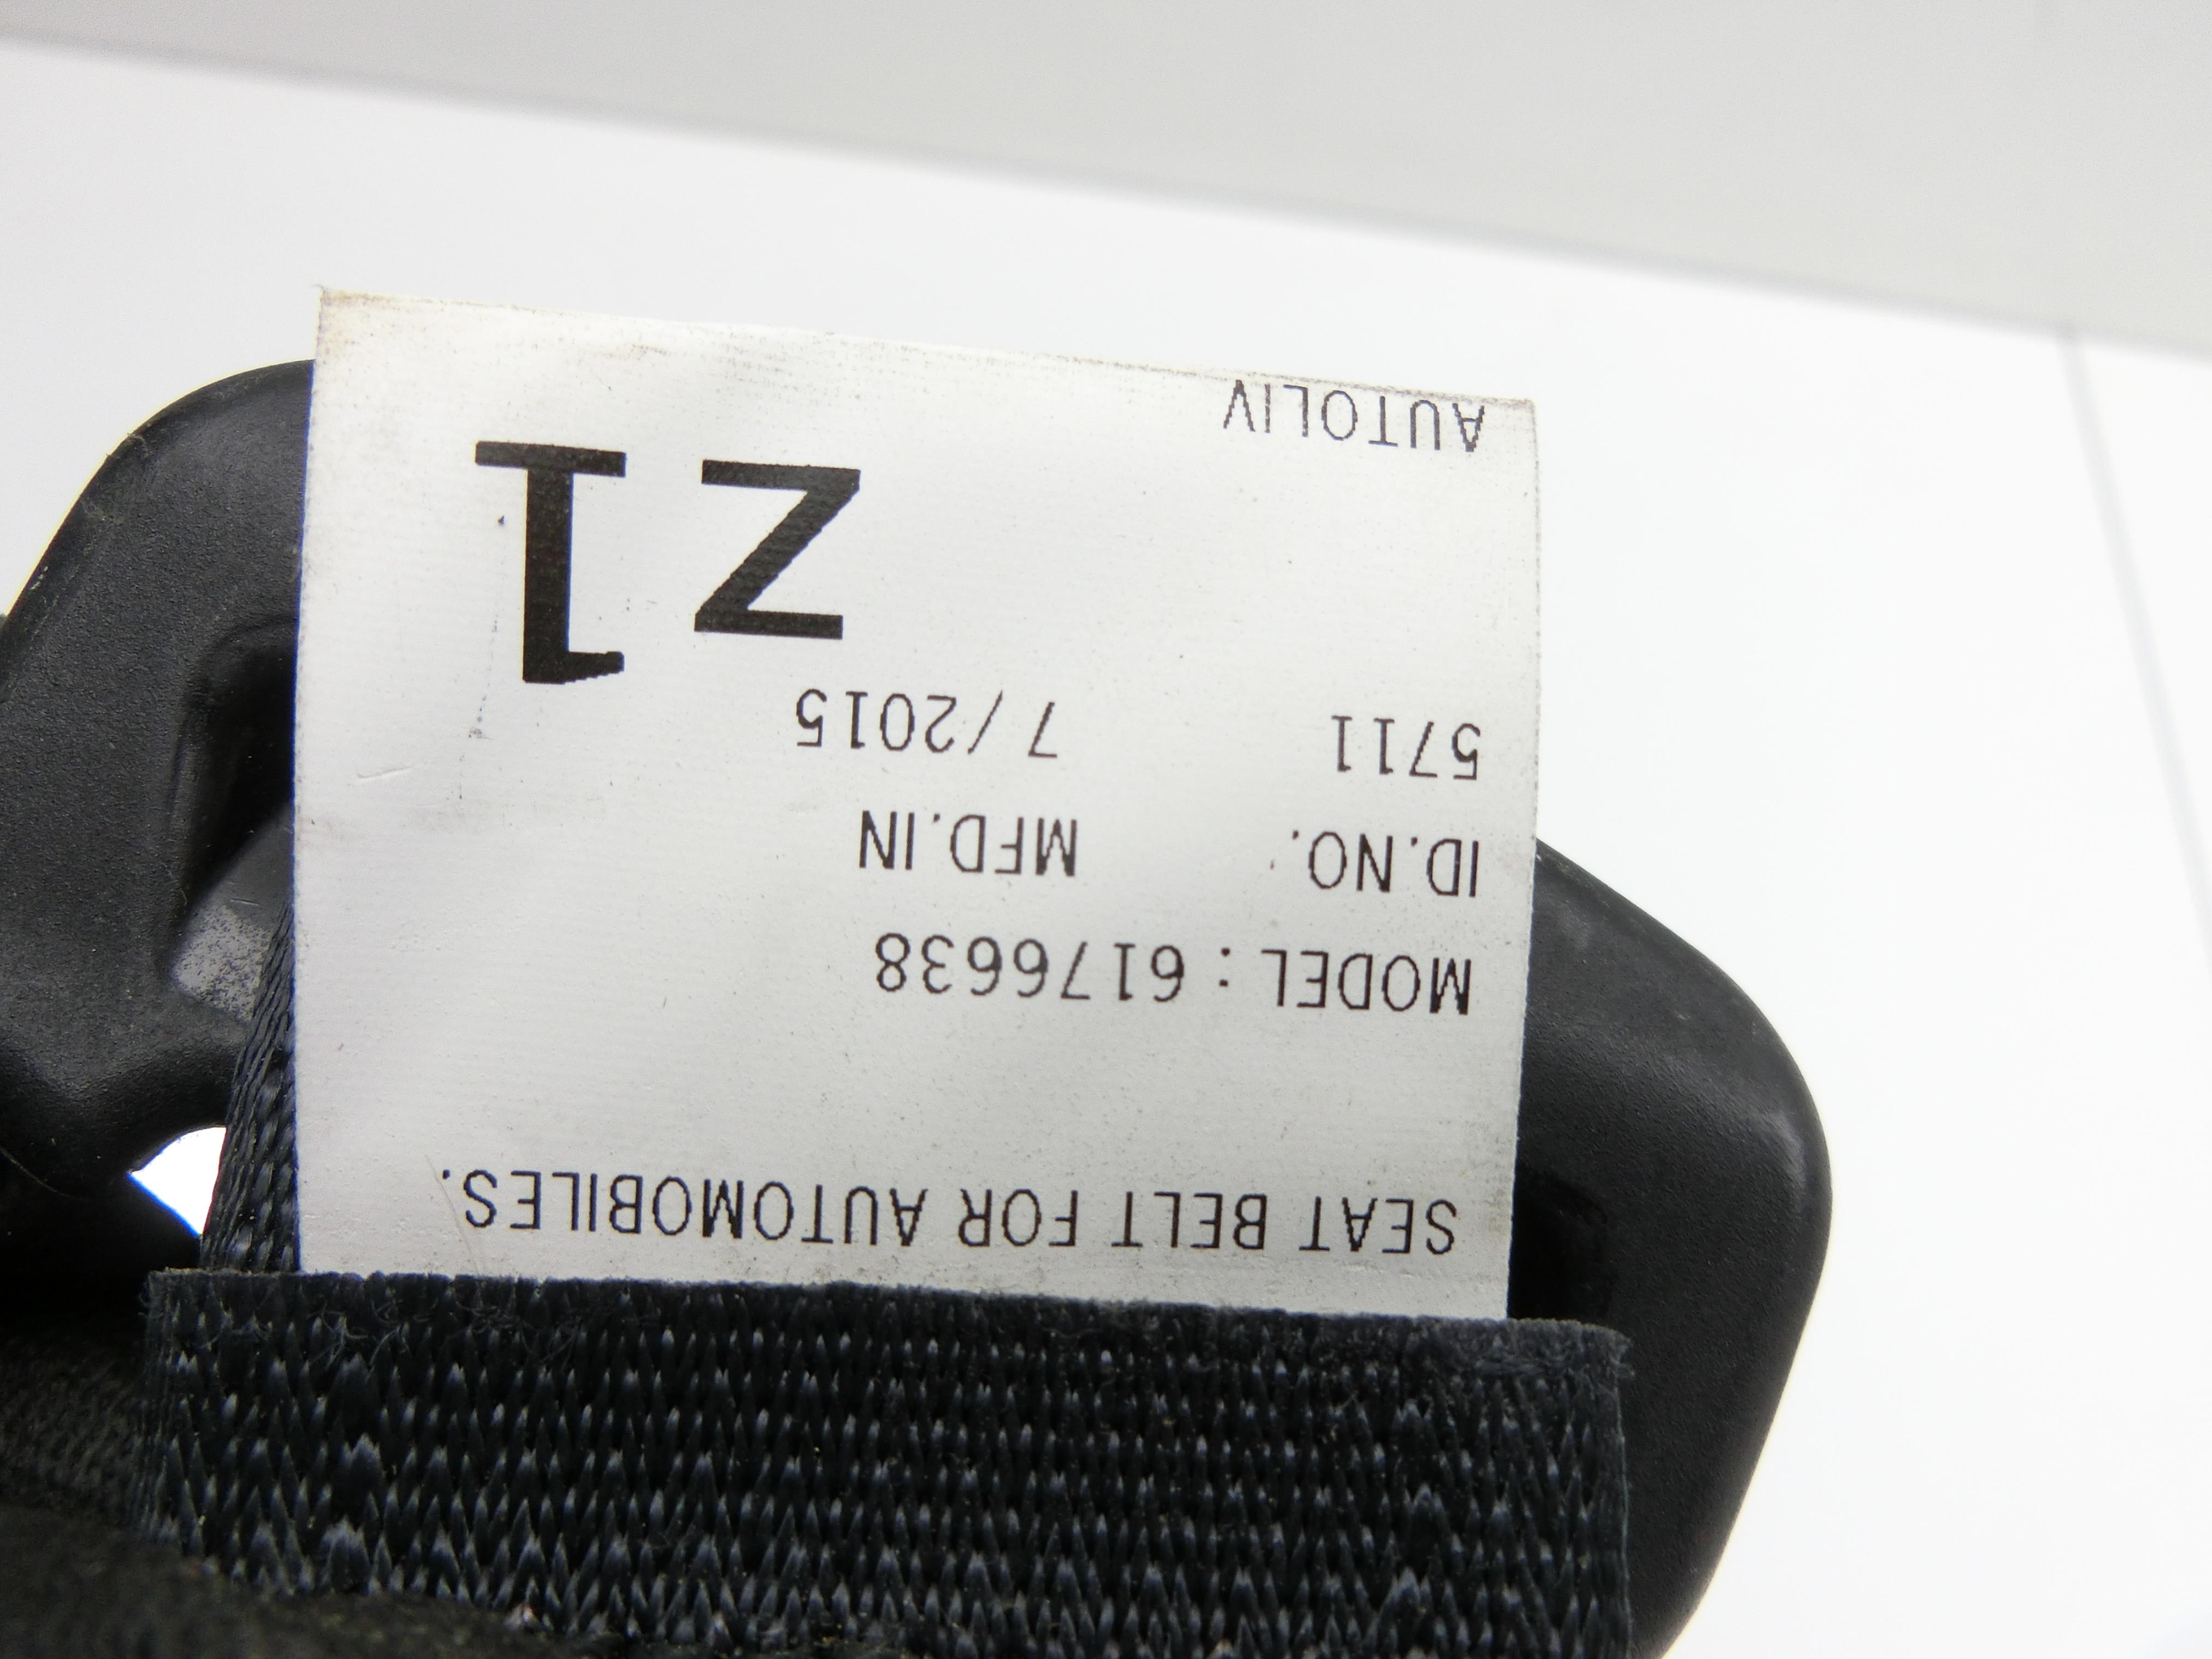 SEAT BELT FOR AUTOMOBILES.
MODEL : 6176638
ID.NO. MFD.IN
5711 7/2015
Z1
AUTOLIV